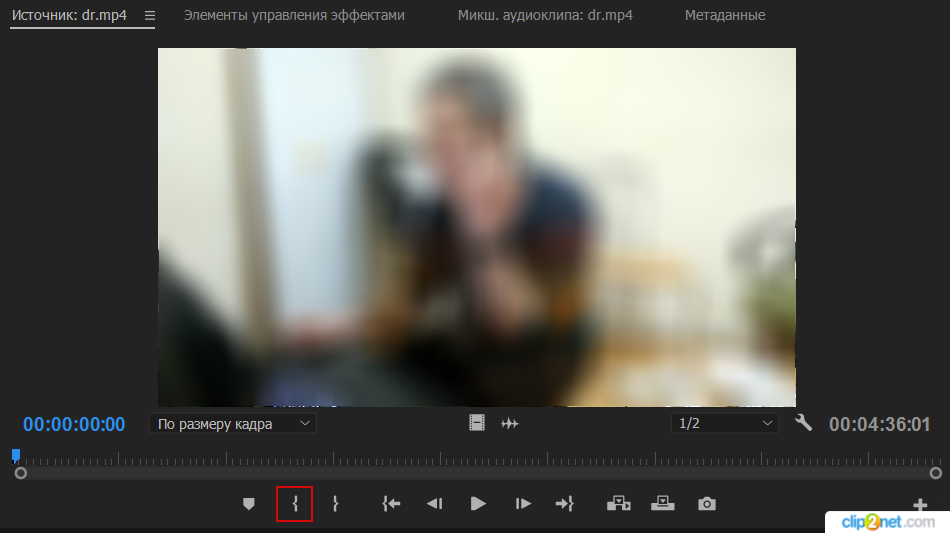 Источник: dr.mp4
Элементы управления эффектами
Микш. аудиоклипа: dr.mp4
Метаданные
00:00:00:00
По размеру кадра
1/2
00:04:36:01
clip2net.com